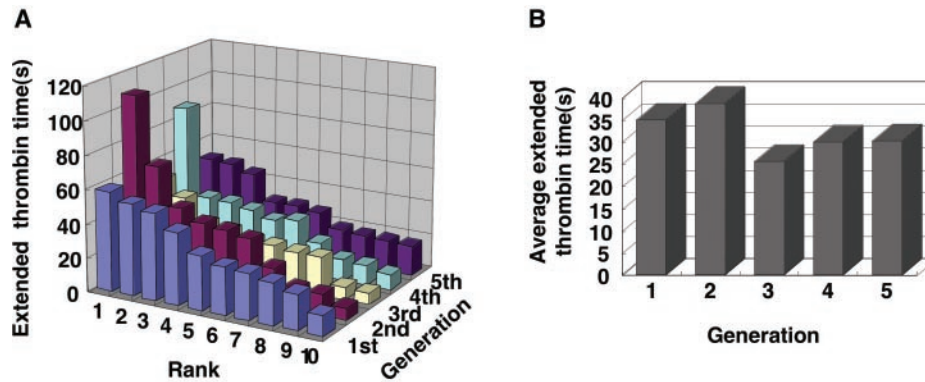 A
Extended thrombin time(s)
120
100
80
60
40
20
0
1 2 3 4 5 6 7 8 9 10
Rank
1st
2nd
3rd
4th
5th
Generation
B
Average extended
thrombin time(s)
40
35
30
25
20
15
10
5
0
1 2 3 4 5
Generation